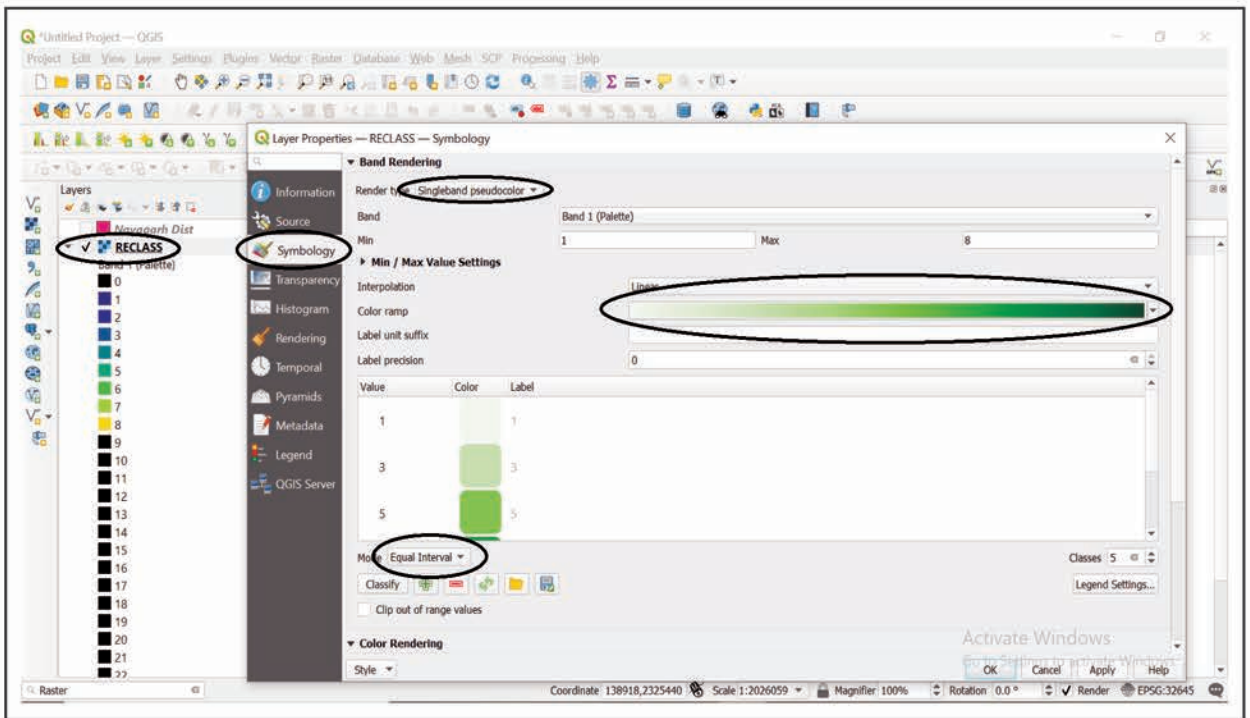 *Untitled Project — QGIS
Project Edit View Layer Settings Plugins Vector Raster Database Web Mesh SCP Processing Help
Layer Properties — RECLASS — Symbology
Layers
Navagarh Dist
RECLASS
Band 1 (Palette)
0
1
2
3
4
5
6
7
8
9
10
11
12
13
14
15
16
17
18
19
20
21
22
Information
Source
Symbology
Transparency
Histogram
Rendering
Temporal
Pyramids
Metadata
Legend
QGIS Server
Band Rendering
Render type Singleband pseudocolor
Band Band 1 (Palette)
Min 1 Max 8
Min / Max Value Settings
Interpolation Linear
Color ramp
Label unit suffix
Label precision 0
Value Color Label
1 1
3 3
5 5
Mode Equal Interval Classes 5
Classify Legend Settings...
Clip out of range values
Color Rendering
Activate Windows
Go to Settings to activate Windows.
Style OK Cancel Apply Help
Raster Coordinate 138918,2325440 Scale 1:2026059 Magnifier 100% Rotation 0.0 ° Render EPSG:32645